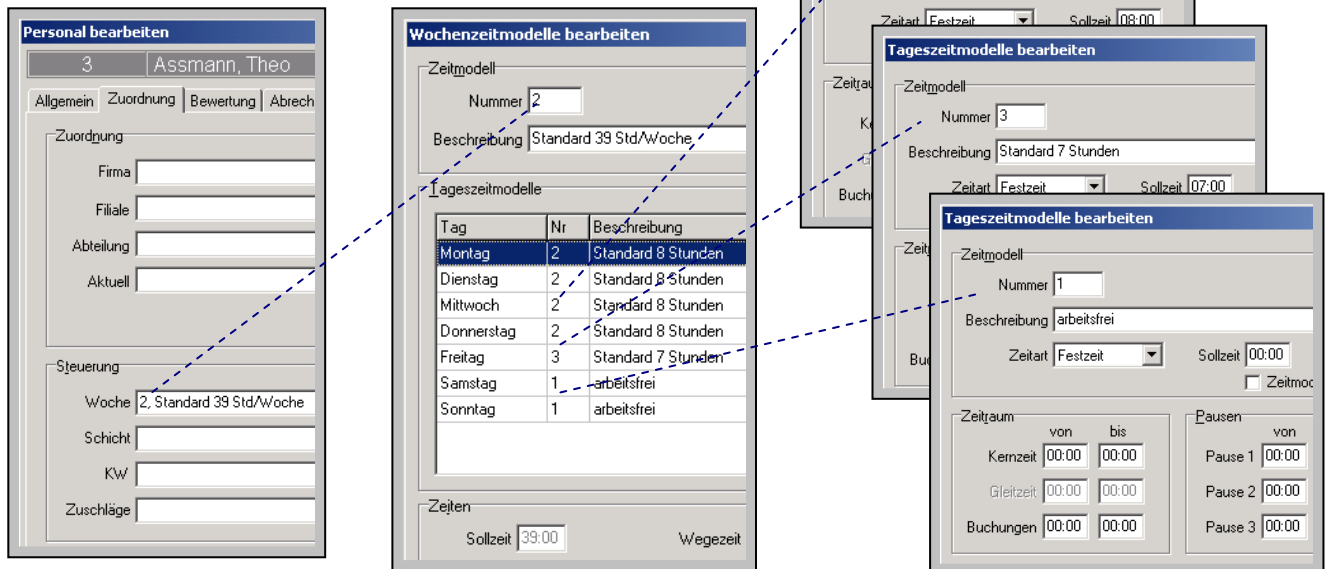 Personal bearbeiten
3 Assmann, Theo
Allgemein Zuordnung Bewertung Abrech
Zuordnung
Firma
Filiale
Abteilung
Aktuell
Steuerung
Woche 2, Standard 39 Std/Woche
Schicht
KW
Zuschläge
Wochenzeitmodelle bearbeiten
Zeitmodell
Nummer 2
Beschreibung Standard 39 Std/Woche
Tageszeitmodelle
Tag Nr Beschreibung
Montag 2 Standard 8 Stunden
Dienstag 2 Standard 8 Stunden
Mittwoch 2 Standard 8 Stunden
Donnerstag 2 Standard 8 Stunden
Freitag 3 Standard 7 Stunden
Samstag 1 arbeitsfrei
Sonntag 1 arbeitsfrei
Zeiten
Sollzeit 39:00 Wegezeit
Zeitart Festzeit Sollzeit 08:00
Zeitrau
K
Buch
Tageszeitmodelle bearbeiten
Zeitmodell
Nummer 3
Beschreibung Standard 7 Stunden
Zeitart Festzeit Sollzeit 07:00
Zeit
Bu
Tageszeitmodelle bearbeiten
Zeitmodell
Nummer 1
Beschreibung arbeitsfrei
Zeitart Festzeit Sollzeit 00:00
Zeitmod
Zeitraum
von bis
Kernzeit 00:00 00:00
Gleitzeit 00:00 00:00
Buchungen 00:00 00:00
Pausen
von
Pause 1 00:00
Pause 2 00:00
Pause 3 00:00